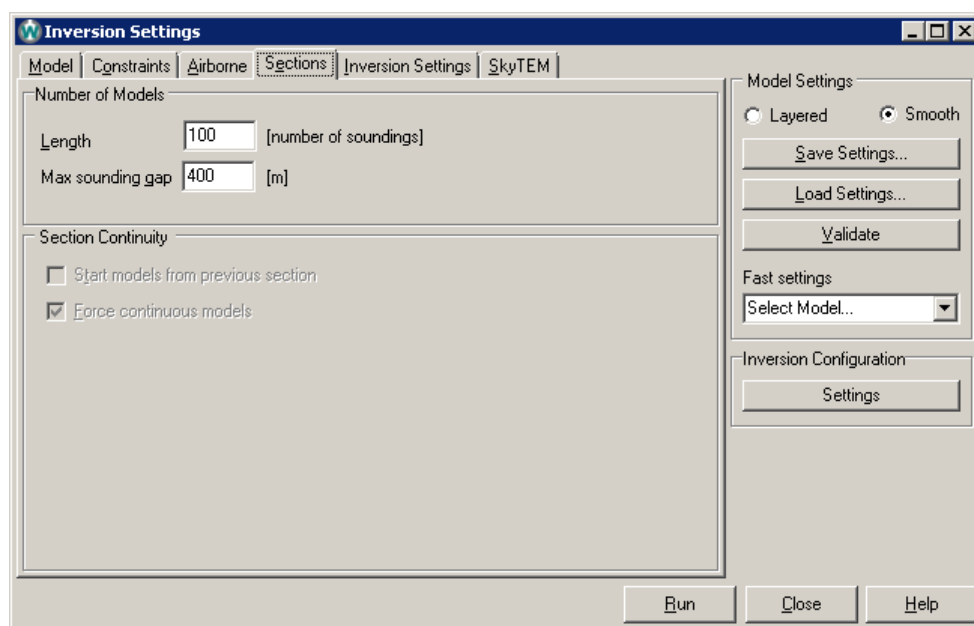 Inversion Settings
Model Constraints Airborne Sections Inversion Settings SkyTEM
Number of Models
Length 100 [number of soundings]
Max sounding gap 400 [m]
Section Continuity
Start models from previous section
Force continuous models
Model Settings
Layered Smooth
Save Settings...
Load Settings...
Validate
Fast settings
Select Model...
Inversion Configuration
Settings
Run Close Help